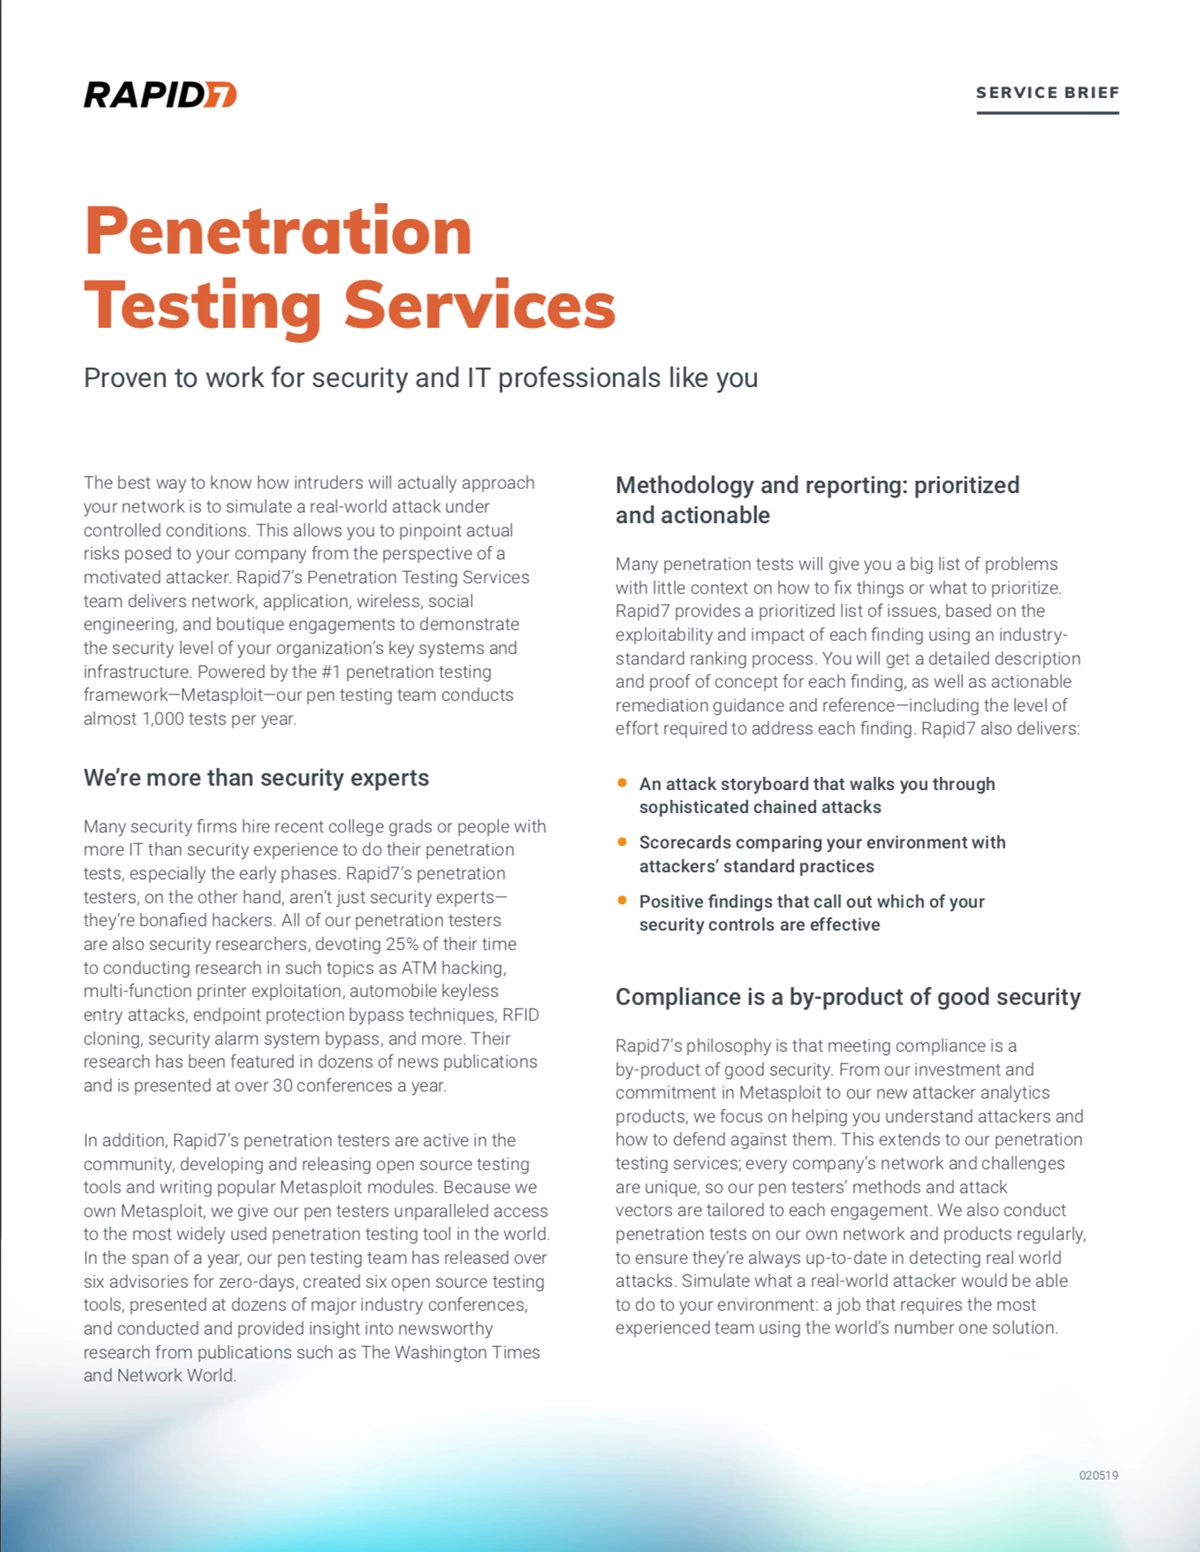 RAPID7
SERVICE BRIEF
Penetration
Testing Services
Proven to work for security and IT professionals like you
The best way to know how intruders will actually approach
your network is to simulate a real-world attack under
controlled conditions. This allows you to pinpoint actual
risks posed to your company from the perspective of a
motivated attacker. Rapid7's Penetration Testing Services
team delivers network, application, wireless, social
engineering, and boutique engagements to demonstrate
the security level of your organization's key systems and
infrastructure. Powered by the #1 penetration testing
framework—Metasploit—our pen testing team conducts
almost 1,000 tests per year.
We're more than security experts
Many security firms hire recent college grads or people with
more IT than security experience to do their penetration
tests, especially the early phases. Rapid7's penetration
testers, on the other hand, aren't just security experts—
they're bonafied hackers. All of our penetration testers
are also security researchers, devoting 25% of their time
to conducting research in such topics as ATM hacking,
multi-function printer exploitation, automobile keyless
entry attacks, endpoint protection bypass techniques, RFID
cloning, security alarm system bypass, and more. Their
research has been featured in dozens of news publications
and is presented at over 30 conferences a year.
In addition, Rapid7's penetration testers are active in the
community, developing and releasing open source testing
tools and writing popular Metasploit modules. Because we
own Metasploit, we give our pen testers unparalleled access
to the most widely used penetration testing tool in the world.
In the span of a year, our pen testing team has released over
six advisories for zero-days, created six open source testing
tools, presented at dozens of major industry conferences,
and conducted and provided insight into newsworthy
research from publications such as The Washington Times
and Network World.
Methodology and reporting: prioritized
and actionable
Many penetration tests will give you a big list of problems
with little context on how to fix things or what to prioritize.
Rapid7 provides a prioritized list of issues, based on the
exploitability and impact of each finding using an industry-
standard ranking process. You will get a detailed description
and proof of concept for each finding, as well as actionable
remediation guidance and reference—including the level of
effort required to address each finding. Rapid7 also delivers:
• An attack storyboard that walks you through
sophisticated chained attacks
• Scorecards comparing your environment with
attackers' standard practices
• Positive findings that call out which of your
security controls are effective
Compliance is a by-product of good security
Rapid7's philosophy is that meeting compliance is a
by-product of good security. From our investment and
commitment in Metasploit to our new attacker analytics
products, we focus on helping you understand attackers and
how to defend against them. This extends to our penetration
testing services; every company's network and challenges
are unique, so our pen testers' methods and attack
vectors are tailored to each engagement. We also conduct
penetration tests on our own network and products regularly,
to ensure they're always up-to-date in detecting real world
attacks. Simulate what a real-world attacker would be able
to do to your environment: a job that requires the most
experienced team using the world's number one solution.
020519